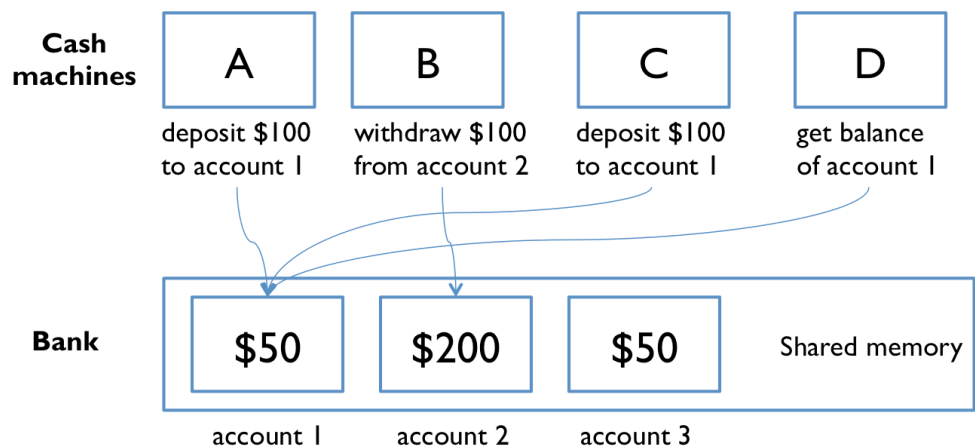 Cash
machines
A
B
C
D
deposit $100
to account 1
withdraw $100
from account 2
deposit $100
to account 1
get balance
of account 1
Bank
$50
$200
$50
Shared memory
account 1
account 2
account 3